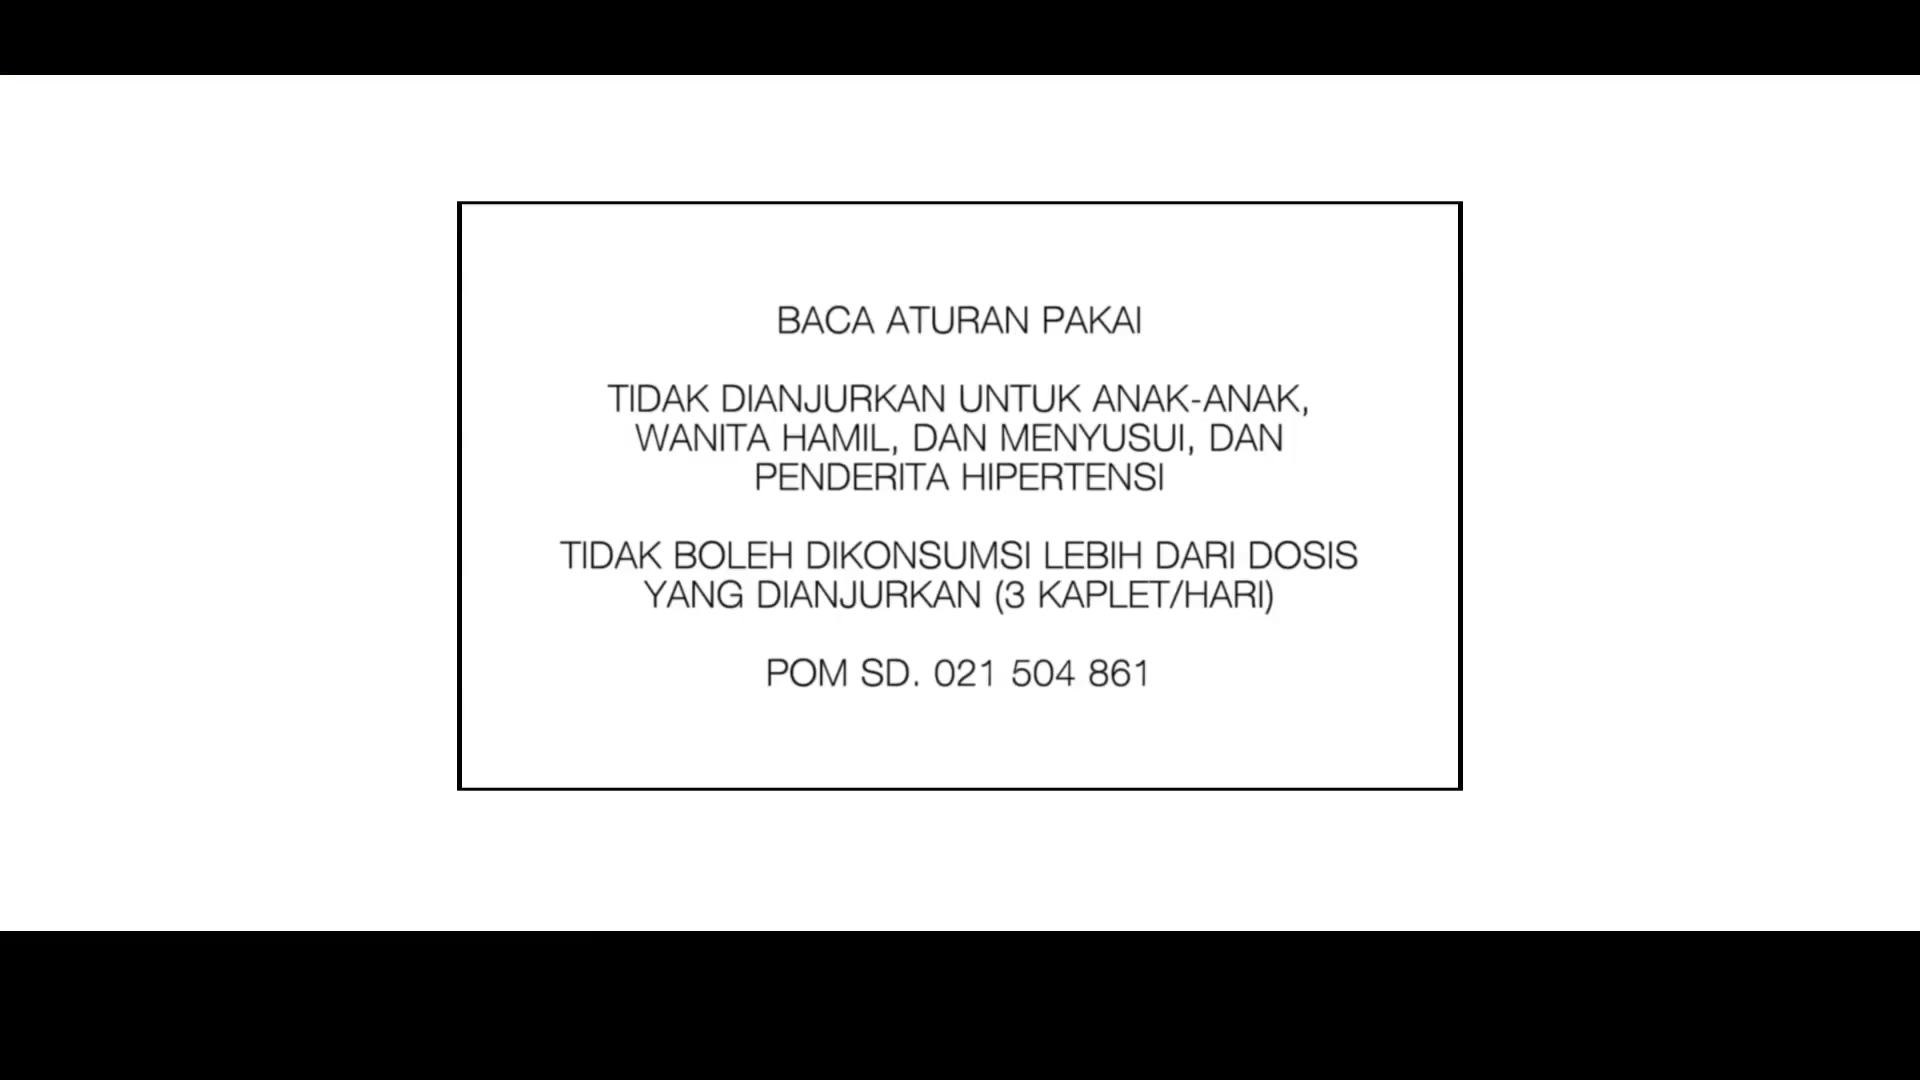 BACA ATURAN PAKAI
TIDAK DIANJURKAN UNTUK ANAK-ANAK,
WANITA HAMIL, DAN MENYUSUI, DAN
PENDERITA HIPERTENSI
TIDAK BOLEH DIKONSUMSI LEBIH DARI DOSIS
YANG DIANJURKAN (3 KAPLET/HARI)
POM SD. 021 504 861